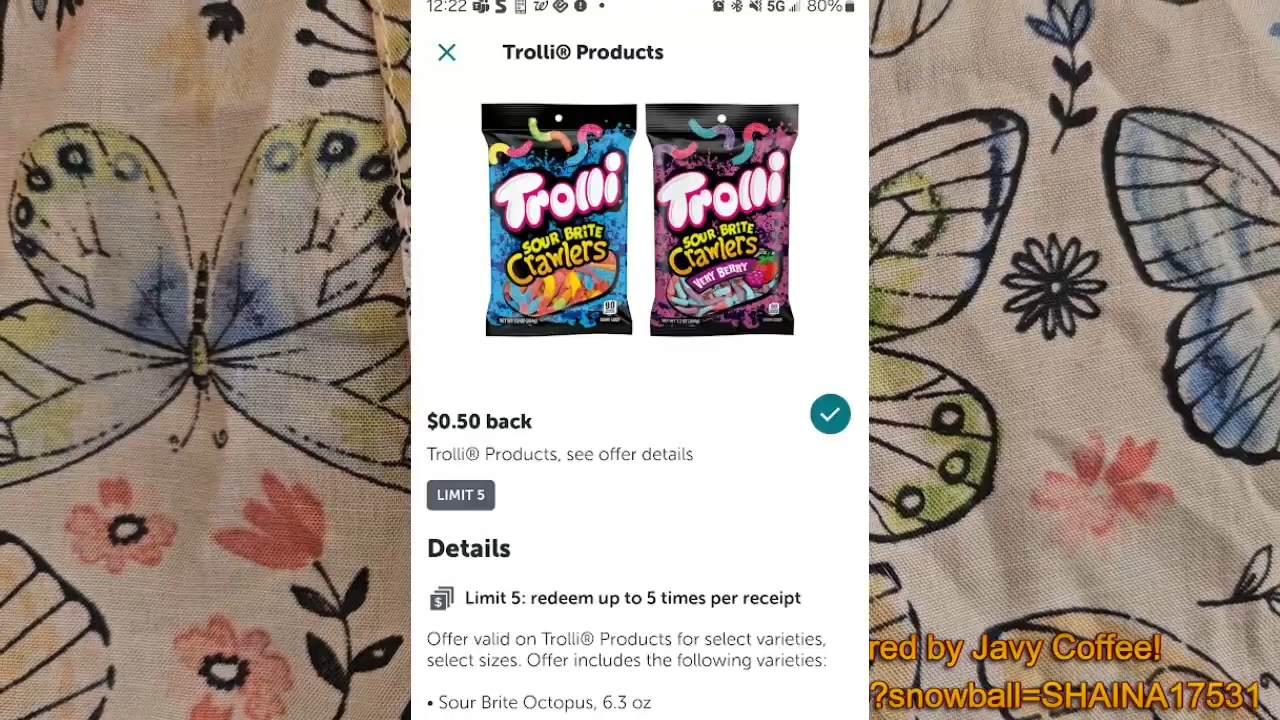 12:22
5G
80%
Trolli® Products
Trolli
SOUR BRITE
Crawlers
90
Trolli
SOUR BRITE
Crawlers
VERY BERRY
$0.50 back
Trolli® Products, see offer details
LIMIT 5
Details
Limit 5: redeem up to 5 times per receipt
Offer valid on Trolli® Products for select varieties,
select sizes. Offer includes the following varieties:
• Sour Brite Octopus, 6.3 oz
red by Javy Coffee!
?snowball=SHAINA17531